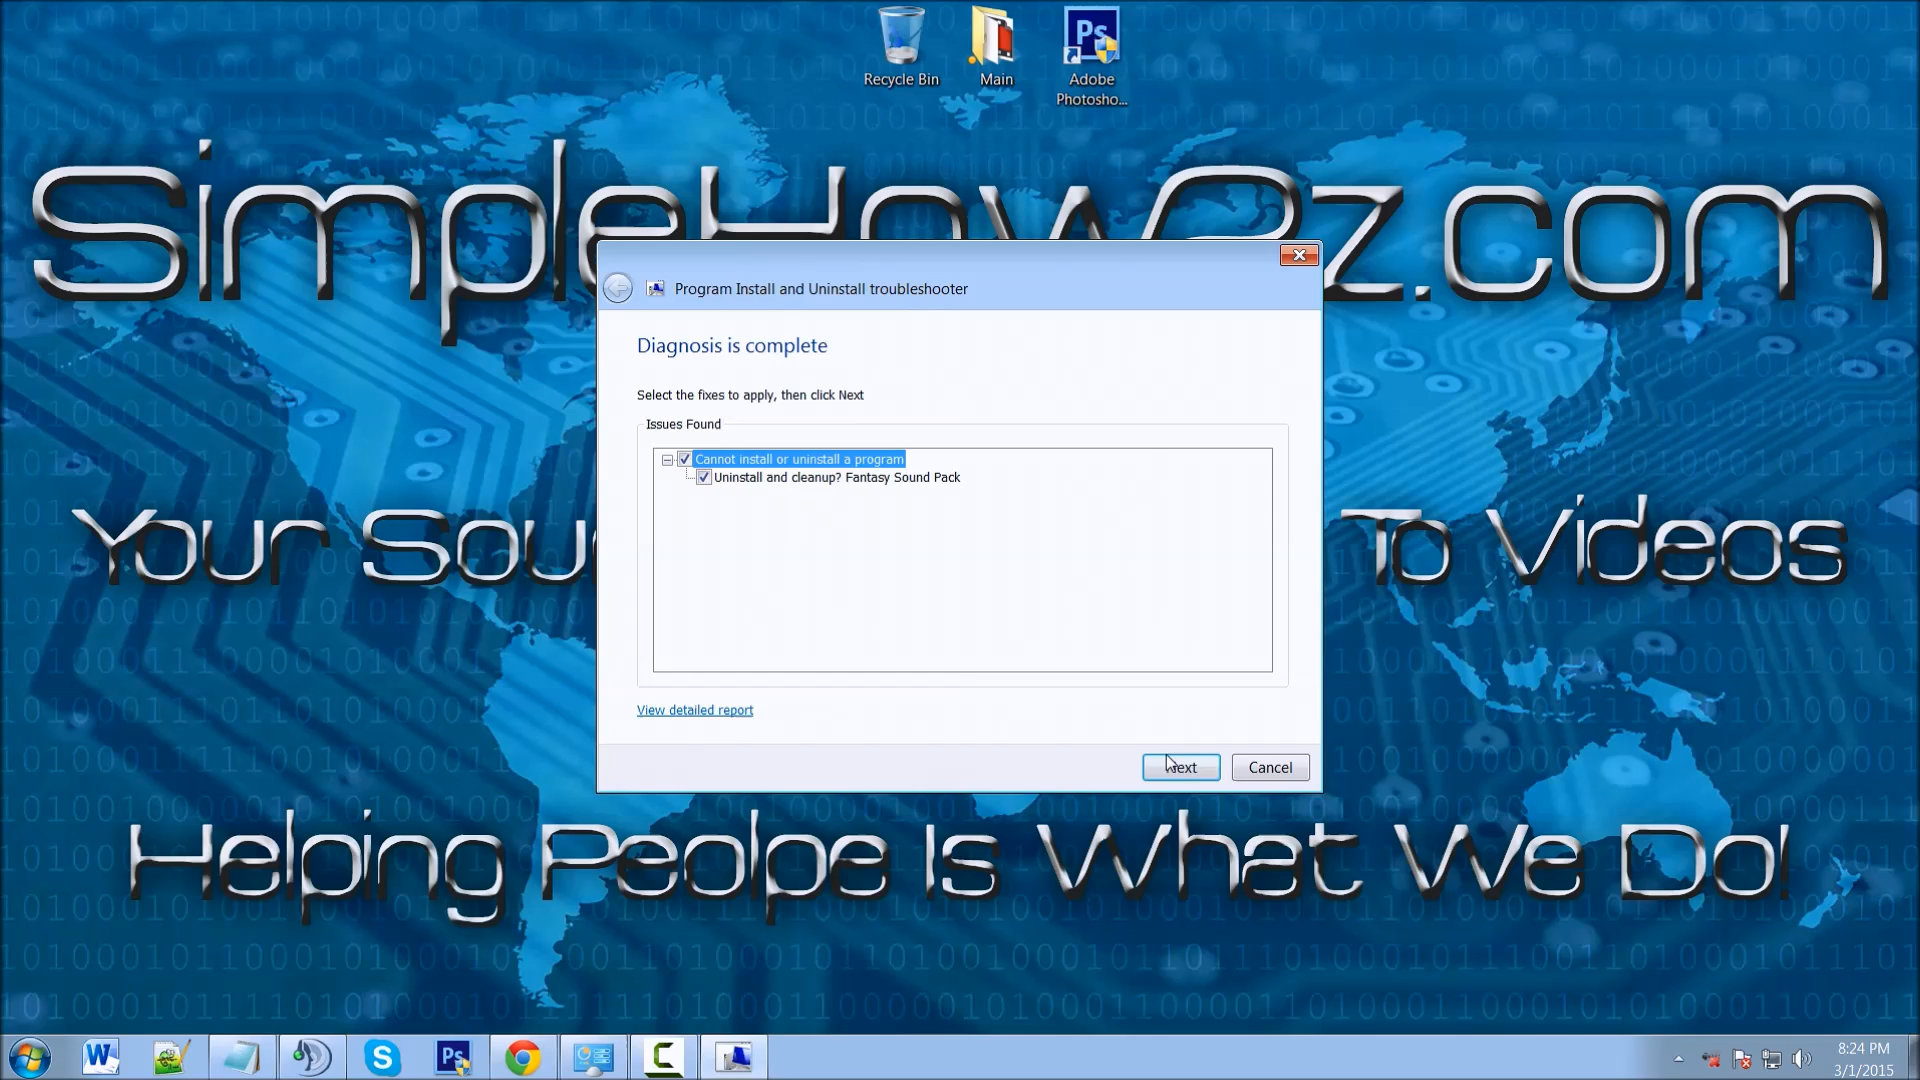 Recycle Bin
Main
Adobe
Photosho...
SimpleHow2z.com
Program Install and Uninstall troubleshooter
Diagnosis is complete
Select the fixes to apply, then click Next
Issues Found
Cannot install or uninstall a program
Uninstall and cleanup? Fantasy Sound Pack
Your Sou To Videos
View detailed report
Next
Cancel
Helping Peolpe Is What We Do!
8:24 PM
3/1/2015